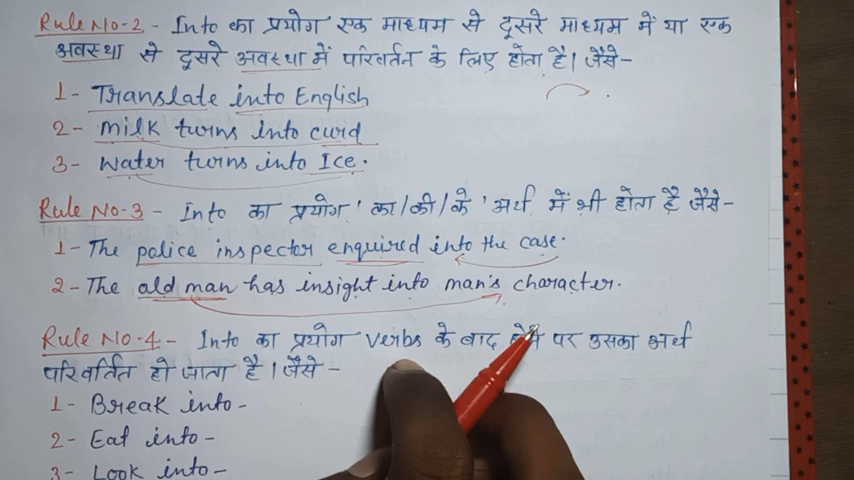 Rule No-2 - Into का प्रयोग एक माध्यम से दूसरे माध्यम में या एक
अवस्था से दूसरे अवस्था में परिवर्तन के लिए होता है। जैसे-
1- Translate into English
2- Milk turns into curd
3- Water turns into Ice.
Rule No-3 - Into का प्रयोग 'का/की/के' अर्थ में भी होता है जैसे-
1- The police inspector enquired into the case.
2- The old man has insight into man's character.
Rule No-4- Into का प्रयोग Verbs के बाद पर उसका अर्थ
परिवर्तित हो जाता है। जैसे-
1- Break into-
2- Eat into-
3- Look into-